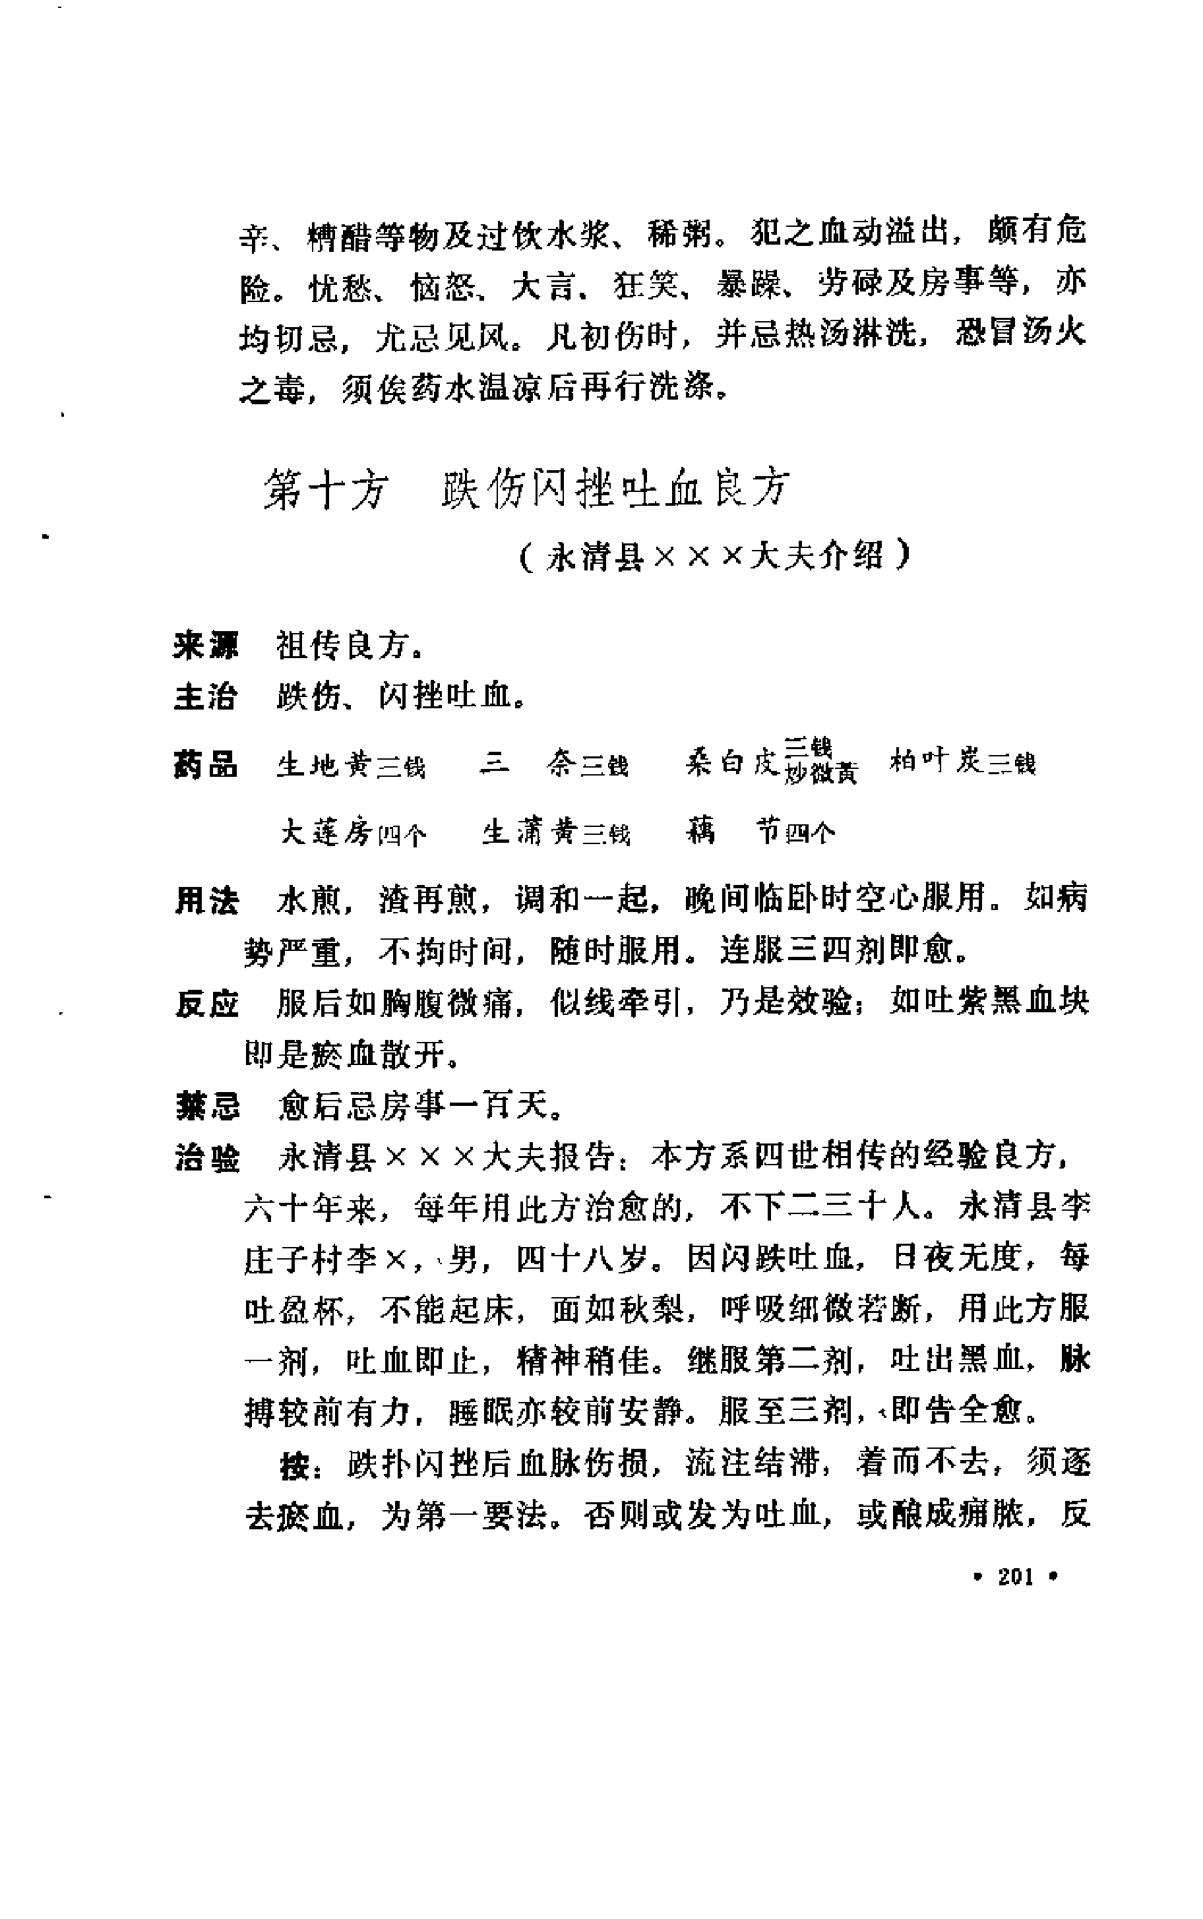 辛、糟醋等物及过饮水浆、稀粥。犯之血动溢出，颇有危
险。忧愁、恼怒、大言、狂笑、暴躁、劳碌及房事等，亦
均切忌，尤忌见风。凡初伤时，并忌热汤淋洗，恐冒汤火
之毒，须俟药水温凉后再行洗涤。
第十方　跌伤闪挫吐血良方
（永清县×××大夫介绍）
来源　祖传良方。
主治　跌伤、闪挫吐血。
药品　生地黄三钱　三　奈三钱　桑白皮三钱炒微黄　柏叶炭三钱
大莲房四个　生蒲黄三钱　藕　节四个
用法　水煎，渣再煎，调和一起，晚间临卧时空心服用。如病
势严重，不拘时间，随时服用。连服三四剂即愈。
反应　服后如胸腹微痛，似线牵引，乃是效验；如吐紫黑血块
即是瘀血散开。
禁忌　愈后忌房事一百天。
治验　永清县×××大夫报告：本方系四世相传的经验良方，
六十年来，每年用此方治愈的，不下二三十人。永清县李
庄子村李×，男，四十八岁。因闪跌吐血，日夜无度，每
吐盈杯，不能起床，面如秋梨，呼吸细微若断，用此方服
一剂，吐血即止，精神稍佳。继服第二剂，吐出黑血，脉
搏较前有力，睡眠亦较前安静。服至三剂，即告全愈。
按：跌扑闪挫后血脉伤损，流注结滞，着而不去，须逐
去瘀血，为第一要法。否则或发为吐血，或酿成痈脓，反
• 201 •